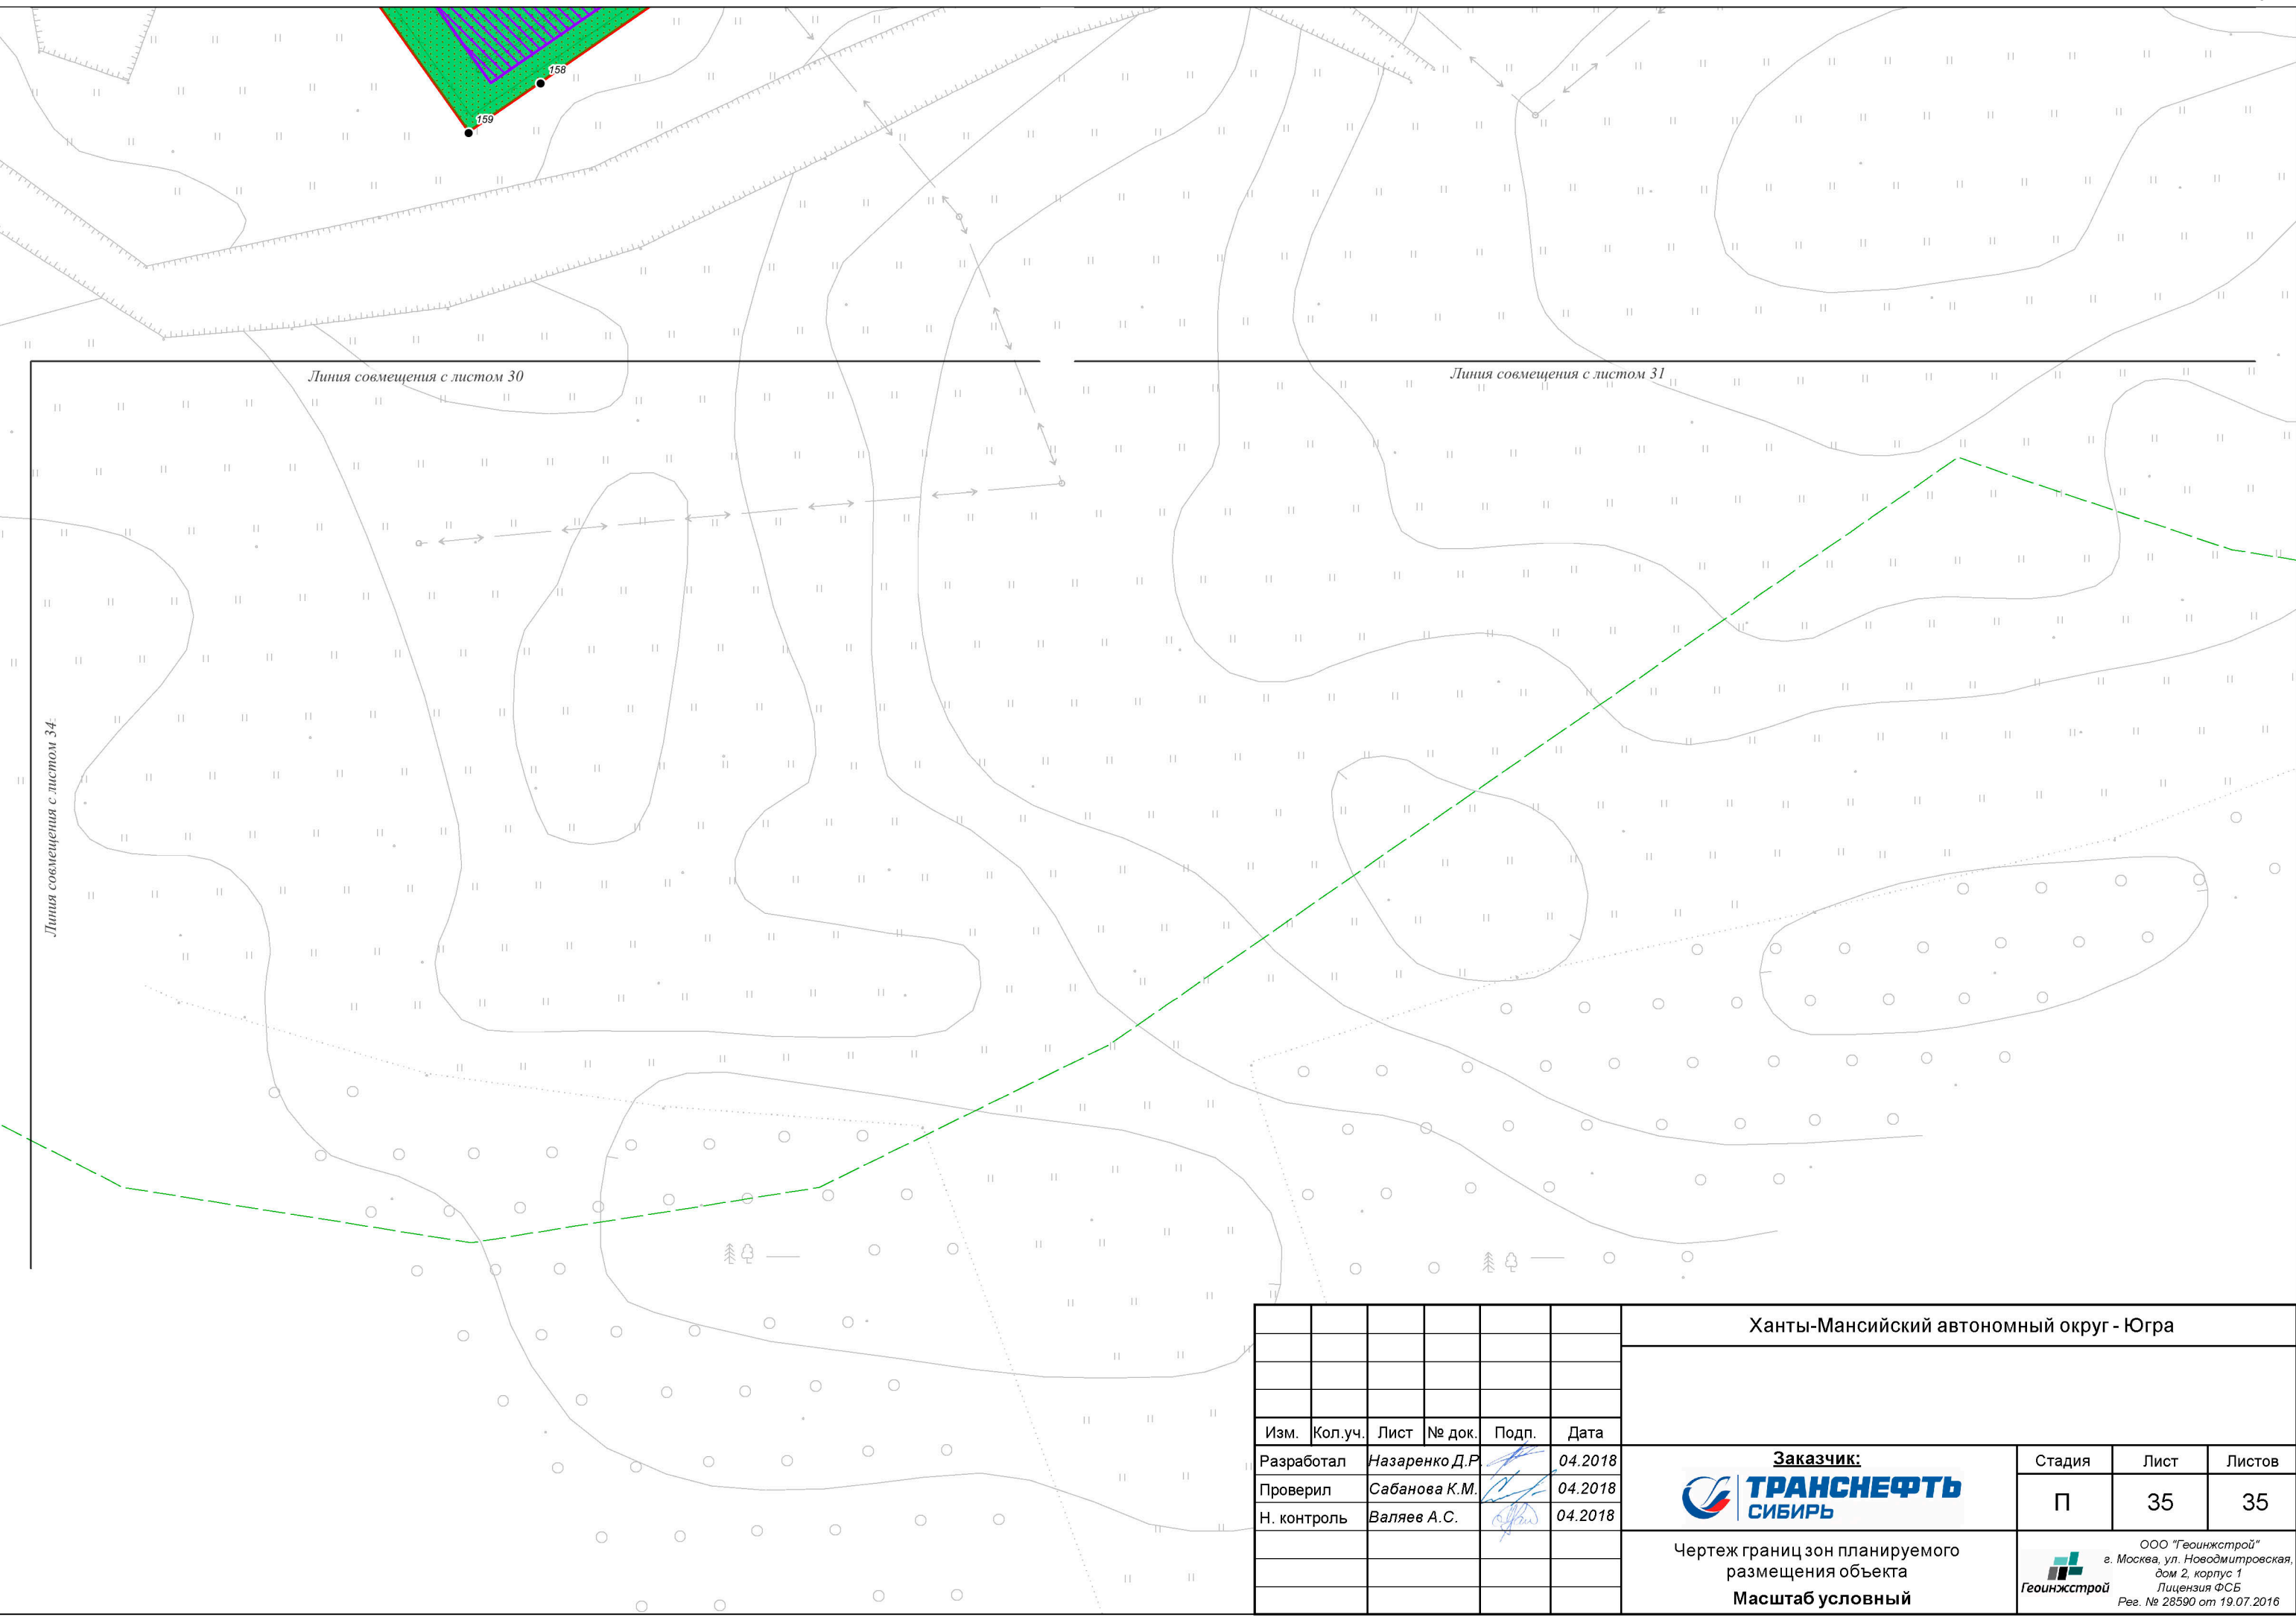 158
159
Линия совмещения с листом 30
Линия совмещения с листом 31
Линия совмещения с листом 34
Ханты-Мансийский автономный округ - Югра
Изм. Кол.уч. Лист № док. Подп. Дата
Разработал Назаренко Д.Р. 04.2018
Проверил Сабанова К.М. 04.2018
Н. контроль Валяев А.С. 04.2018
Заказчик:
ТРАНСНЕФТЬ
СИБИРЬ
Стадия Лист Листов
П 35 35
Чертеж границ зон планируемого
размещения объекта
Масштаб условный
Геоинжстрой
ООО "Геоинжстрой"
г. Москва, ул. Новодмитровская,
дом 2, корпус 1
Лицензия ФСБ
Рег. № 28590 от 19.07.2016